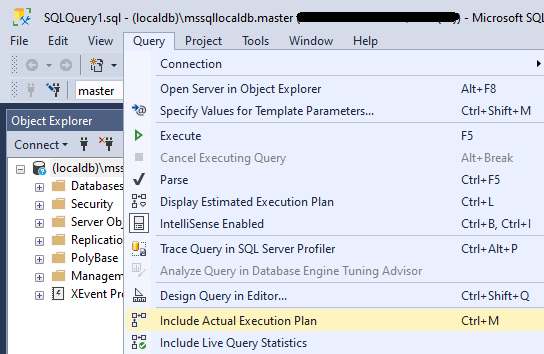 SQLQuery1.sql - (localdb)\mssqllocaldb.master - Microsoft SQ
File Edit View Query Project Tools Window Help
master
Connection
Open Server in Object Explorer Alt+F8
Specify Values for Template Parameters... Ctrl+Shift+M
Execute F5
Cancel Executing Query Alt+Break
Parse Ctrl+F5
Display Estimated Execution Plan Ctrl+L
IntelliSense Enabled Ctrl+B, Ctrl+I
Trace Query in SQL Server Profiler Ctrl+Alt+P
Analyze Query in Database Engine Tuning Advisor
Design Query in Editor... Ctrl+Shift+Q
Include Actual Execution Plan Ctrl+M
Include Live Query Statistics
Object Explorer
Connect
(localdb)\mss
Databases
Security
Server Obj
Replicatio
PolyBase
Managem
XEvent Pro